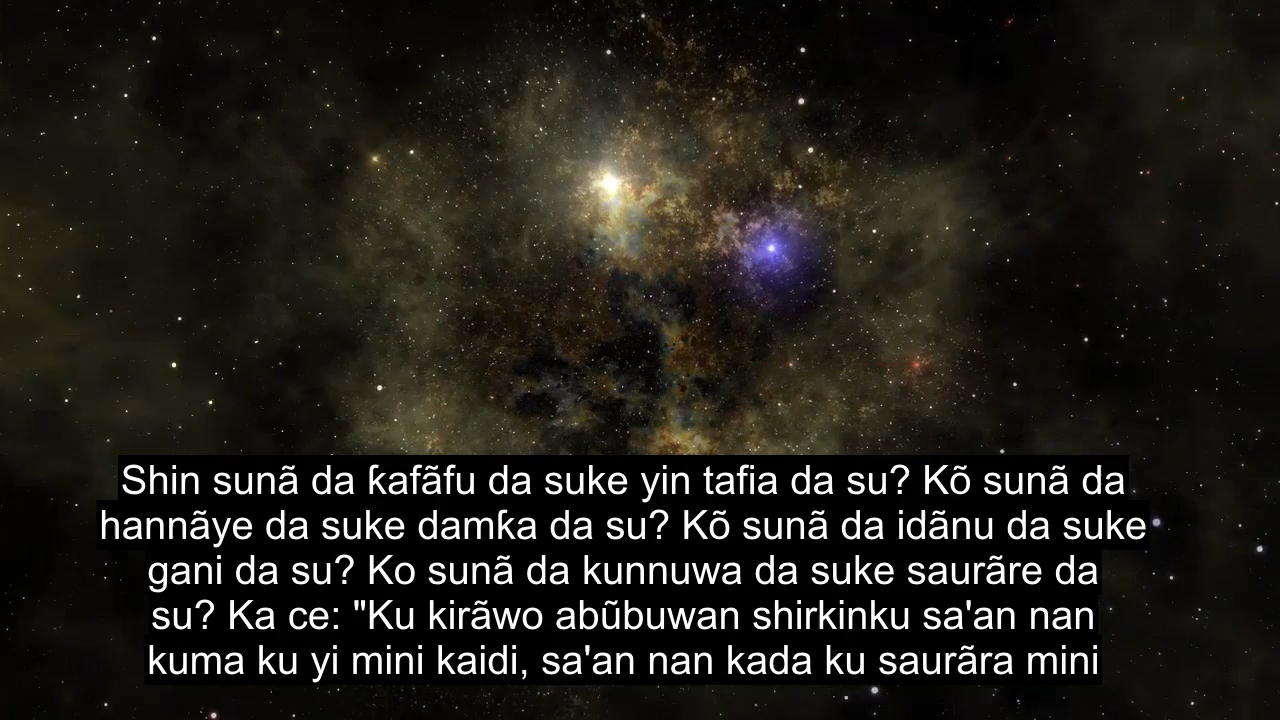 Shin sunã da ƙafãfu da suke yin tafia da su? Kõ sunã da
hannãye da suke damƙa da su? Kõ sunã da idãnu da suke
gani da su? Ko sunã da kunnuwa da suke saurãre da
su? Ka ce: "Ku kirãwo abũbuwan shirkinku sa'an nan
kuma ku yi mini kaidi, sa'an nan kada ku saurãra mini